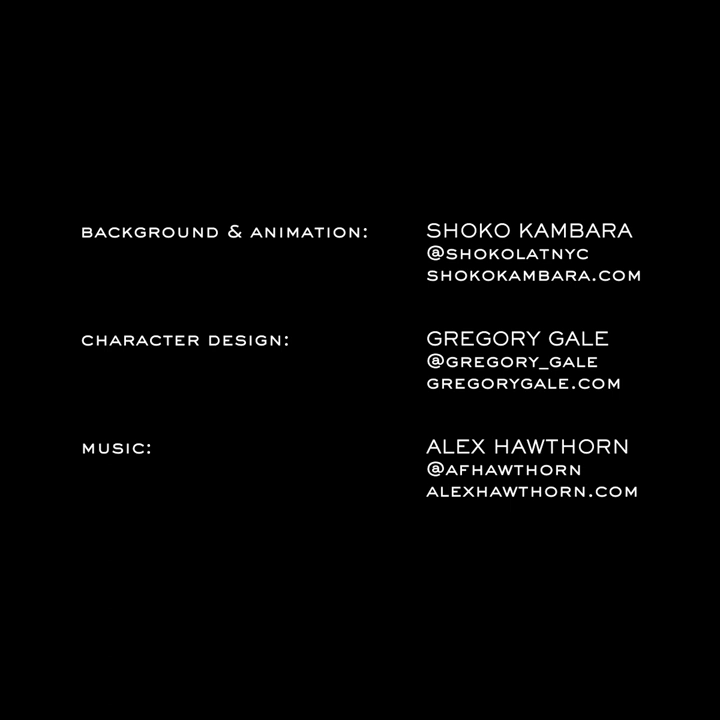 BACKGROUND & ANIMATION: SHOKO KAMBARA
@SHOKOLATNYC
SHOKOKAMBARA.COM
CHARACTER DESIGN: GREGORY GALE
@GREGORY_GALE
GREGORYGALE.COM
MUSIC: ALEX HAWTHORN
@AFHAWTHORN
ALEXHAWTHORN.COM